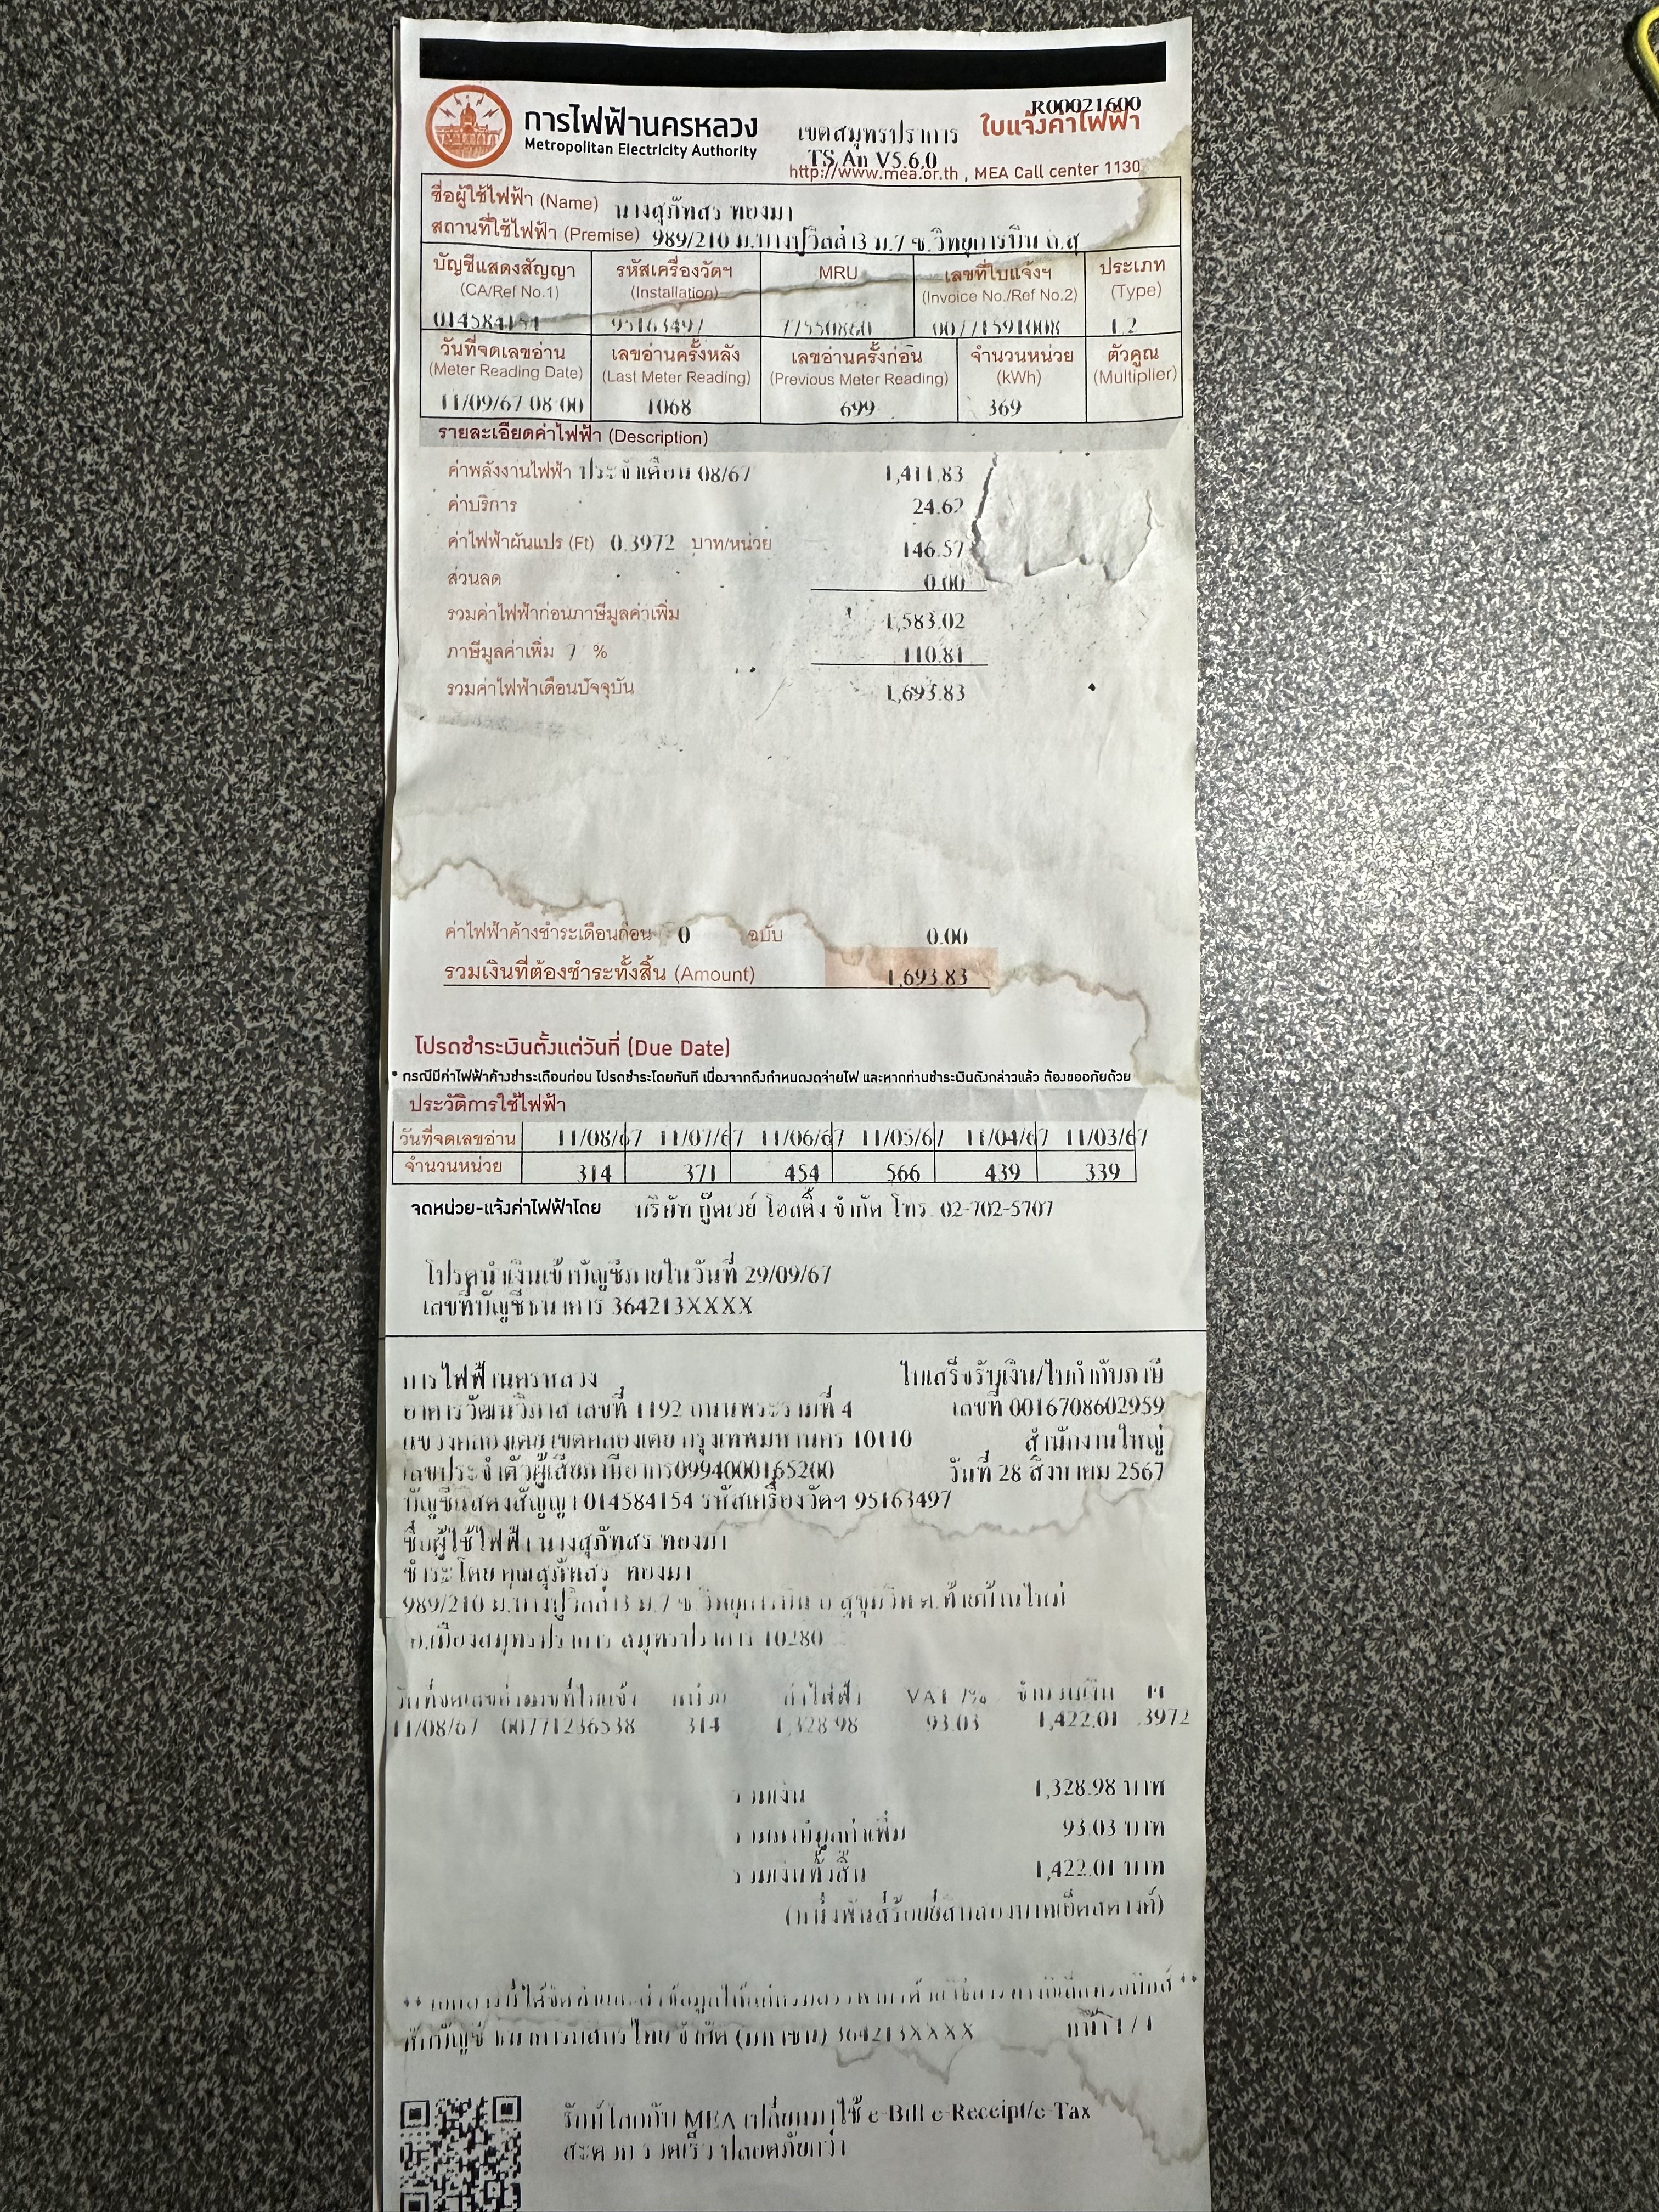 R00021600
การไฟฟ้านครหลวง เขตสมุทรปราการ ใบแจ้งค่าไฟฟ้า
Metropolitan Electricity Authority TS An V5.6.0
http://www.mea.or.th , MEA Call center 1130
ชื่อผู้ใช้ไฟฟ้า (Name) นางสุภัทสร ทองมา
สถานที่ใช้ไฟฟ้า (Premise) 989/210 ม.บางปูวิลล่า3 ม.7 ซ.วิทยุการบิน ถ.สุ
บัญชีแสดงสัญญา รหัสเครื่องวัดฯ MRU เลขที่ใบแจ้งฯ ประเภท
(CA/Ref No.1) (Installation) (Invoice No./Ref No.2) (Type)
014584154 95163497 77550860 00771591008 1.2
วันที่จดเลขอ่าน เลขอ่านครั้งหลัง เลขอ่านครั้งก่อน จำนวนหน่วย ตัวคูณ
(Meter Reading Date) (Last Meter Reading) (Previous Meter Reading) (kWh) (Multiplier)
11/09/67 08:00 1068 699 369
รายละเอียดค่าไฟฟ้า (Description)
ค่าพลังงานไฟฟ้า ประจำเดือน 08/67 1,411.83
ค่าบริการ 24.62
ค่าไฟฟ้าผันแปร (Ft) 0.3972 บาท/หน่วย 146.57
ส่วนลด 0.00
รวมค่าไฟฟ้าก่อนภาษีมูลค่าเพิ่ม 1,583.02
ภาษีมูลค่าเพิ่ม 7 % 110.81
รวมค่าไฟฟ้าเดือนปัจจุบัน 1,693.83
ค่าไฟฟ้าค้างชำระเดือนก่อน 0 ฉบับ 0.00
รวมเงินที่ต้องชำระทั้งสิ้น (Amount) 1,693.83
โปรดชำระเงินตั้งแต่วันที่ (Due Date)
* กรณีมีค่าไฟฟ้าค้างชำระเดือนก่อน โปรดชำระโดยทันที เนื่องจากถึงกำหนดงดจ่ายไฟ และหากท่านชำระเงินดังกล่าวแล้ว ต้องขออภัยด้วย
ประวัติการใช้ไฟฟ้า
วันที่จดเลขอ่าน 11/08/67 11/07/67 11/06/67 11/05/67 11/04/67 11/03/67
จำนวนหน่วย 314 371 454 566 439 339
จดหน่วย-แจ้งค่าไฟฟ้าโดย บริษัท กู๊ดเวย์ โฮลดิ้ง จำกัด โทร. 02-702-5707
โปรดนำเงินเข้าบัญชีภายในวันที่ 29/09/67
เลขที่บัญชีธนาคาร 364213XXXX
การไฟฟ้านครหลวง ใบเสร็จรับเงิน/ใบกำกับภาษี
อาคารวัฒนวิภาส เลขที่ 1192 ถนนพระรามที่ 4 เลขที่ 0016708602959
แขวงคลองเตย เขตคลองเตย กรุงเทพมหานคร 10110 สำนักงานใหญ่
เลขประจำตัวผู้เสียภาษีอากร0994000165200 วันที่ 28 สิงหาคม 2567
บัญชีแสดงสัญญา 014584154 รหัสเครื่องวัดฯ 95163497
ชื่อผู้ใช้ไฟฟ้า นางสุภัทสร ทองมา
ชำระโดย คุณสุภัทสร ทองมา
989/210 ม.บางปูวิลล่า3 ม.7 ซ.วิทยุการบิน ถ.สุขุมวิท ต.ท้ายบ้านใหม่
อ.เมืองสมุทรปราการ สมุทรปราการ 10280
วันที่จดเลขอ่าน เลขที่ใบแจ้ง หน่วย ค่าไฟฟ้า VAT 7% จำนวนเงิน Ft
11/08/67 00771236538 314 1,328.98 93.03 1,422.01 .3972
รวมเงิน 1,328.98 บาท
รวมภาษีมูลค่าเพิ่ม 93.03 บาท
รวมเงินทั้งสิ้น 1,422.01 บาท
(หนึ่งพันสี่ร้อยยี่สิบสองบาทหนึ่งสตางค์)
** เอกสารนี้ได้จัดทำและส่งข้อมูลให้แก่กรมสรรพากรด้วยวิธีการทางอิเล็กทรอนิกส์ **
หักบัญชี ธนาคารกสิกรไทย จำกัด (มหาชน) 364213XXXX หน้า 1 / 1
รักษ์โลกกับ MEA เปลี่ยนมาใช้ e-Bill e-Receipt/e-Tax
สะดวก รวดเร็ว ปลอดภัยกว่า